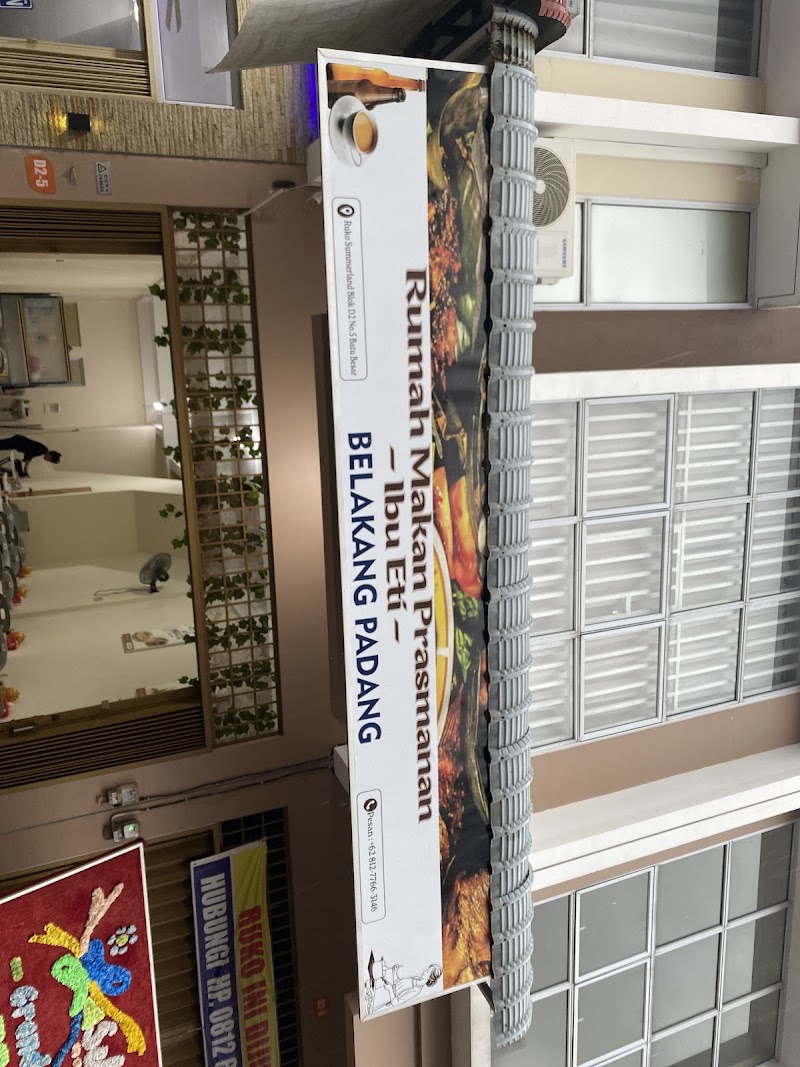 Rumah Makan Prasmanan
– Ibu Eti –
BELAKANG PADANG
Ruko Summerland Blok D2 No.5 Batu Besar
Pesan : +62 812-7766-3146
D2-5
SAMSUNG
RUKO INI
HUBUNGI HP 0812